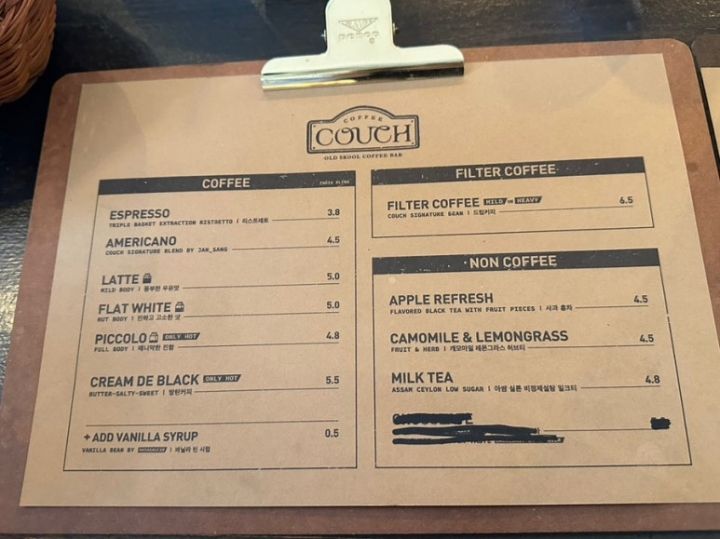 COFFEE
COUCH
OLD SKOOL COFFEE BAR
COFFEE
ESPRESSO 3.8
TRIPLE BASKET EXTRACTION RISTRETTO | 리스트레토
AMERICANO 4.5
COUCH SIGNATURE BLEND BY JAN_SANG
LATTE 5.0
MILD BODY | 풍부한 우유맛
FLAT WHITE 5.0
NUT BODY | 진하고 고소한 맛
PICCOLO ONLY HOT 4.8
FULL BODY | 매니악한 진함
CREAM DE BLACK ONLY HOT 5.5
BUTTER-SALTY-SWEET | 방탄커피
+ ADD VANILLA SYRUP 0.5
VANILLA BEAN BY | 바닐라 빈 시럽
FILTER COFFEE
FILTER COFFEE MILD OR HEAVY 6.5
COUCH SIGNATURE BEAN | 드립커피
NON COFFEE
APPLE REFRESH 4.5
FLAVORED BLACK TEA WITH FRUIT PIECES | 사과 홍차
CAMOMILE & LEMONGRASS 4.5
FRUIT & HERB | 캐모마일 레몬그라스 허브티
MILK TEA 4.8
ASSAM CEYLON LOW SUGAR | 아쌈 실론 비정제설탕 밀크티